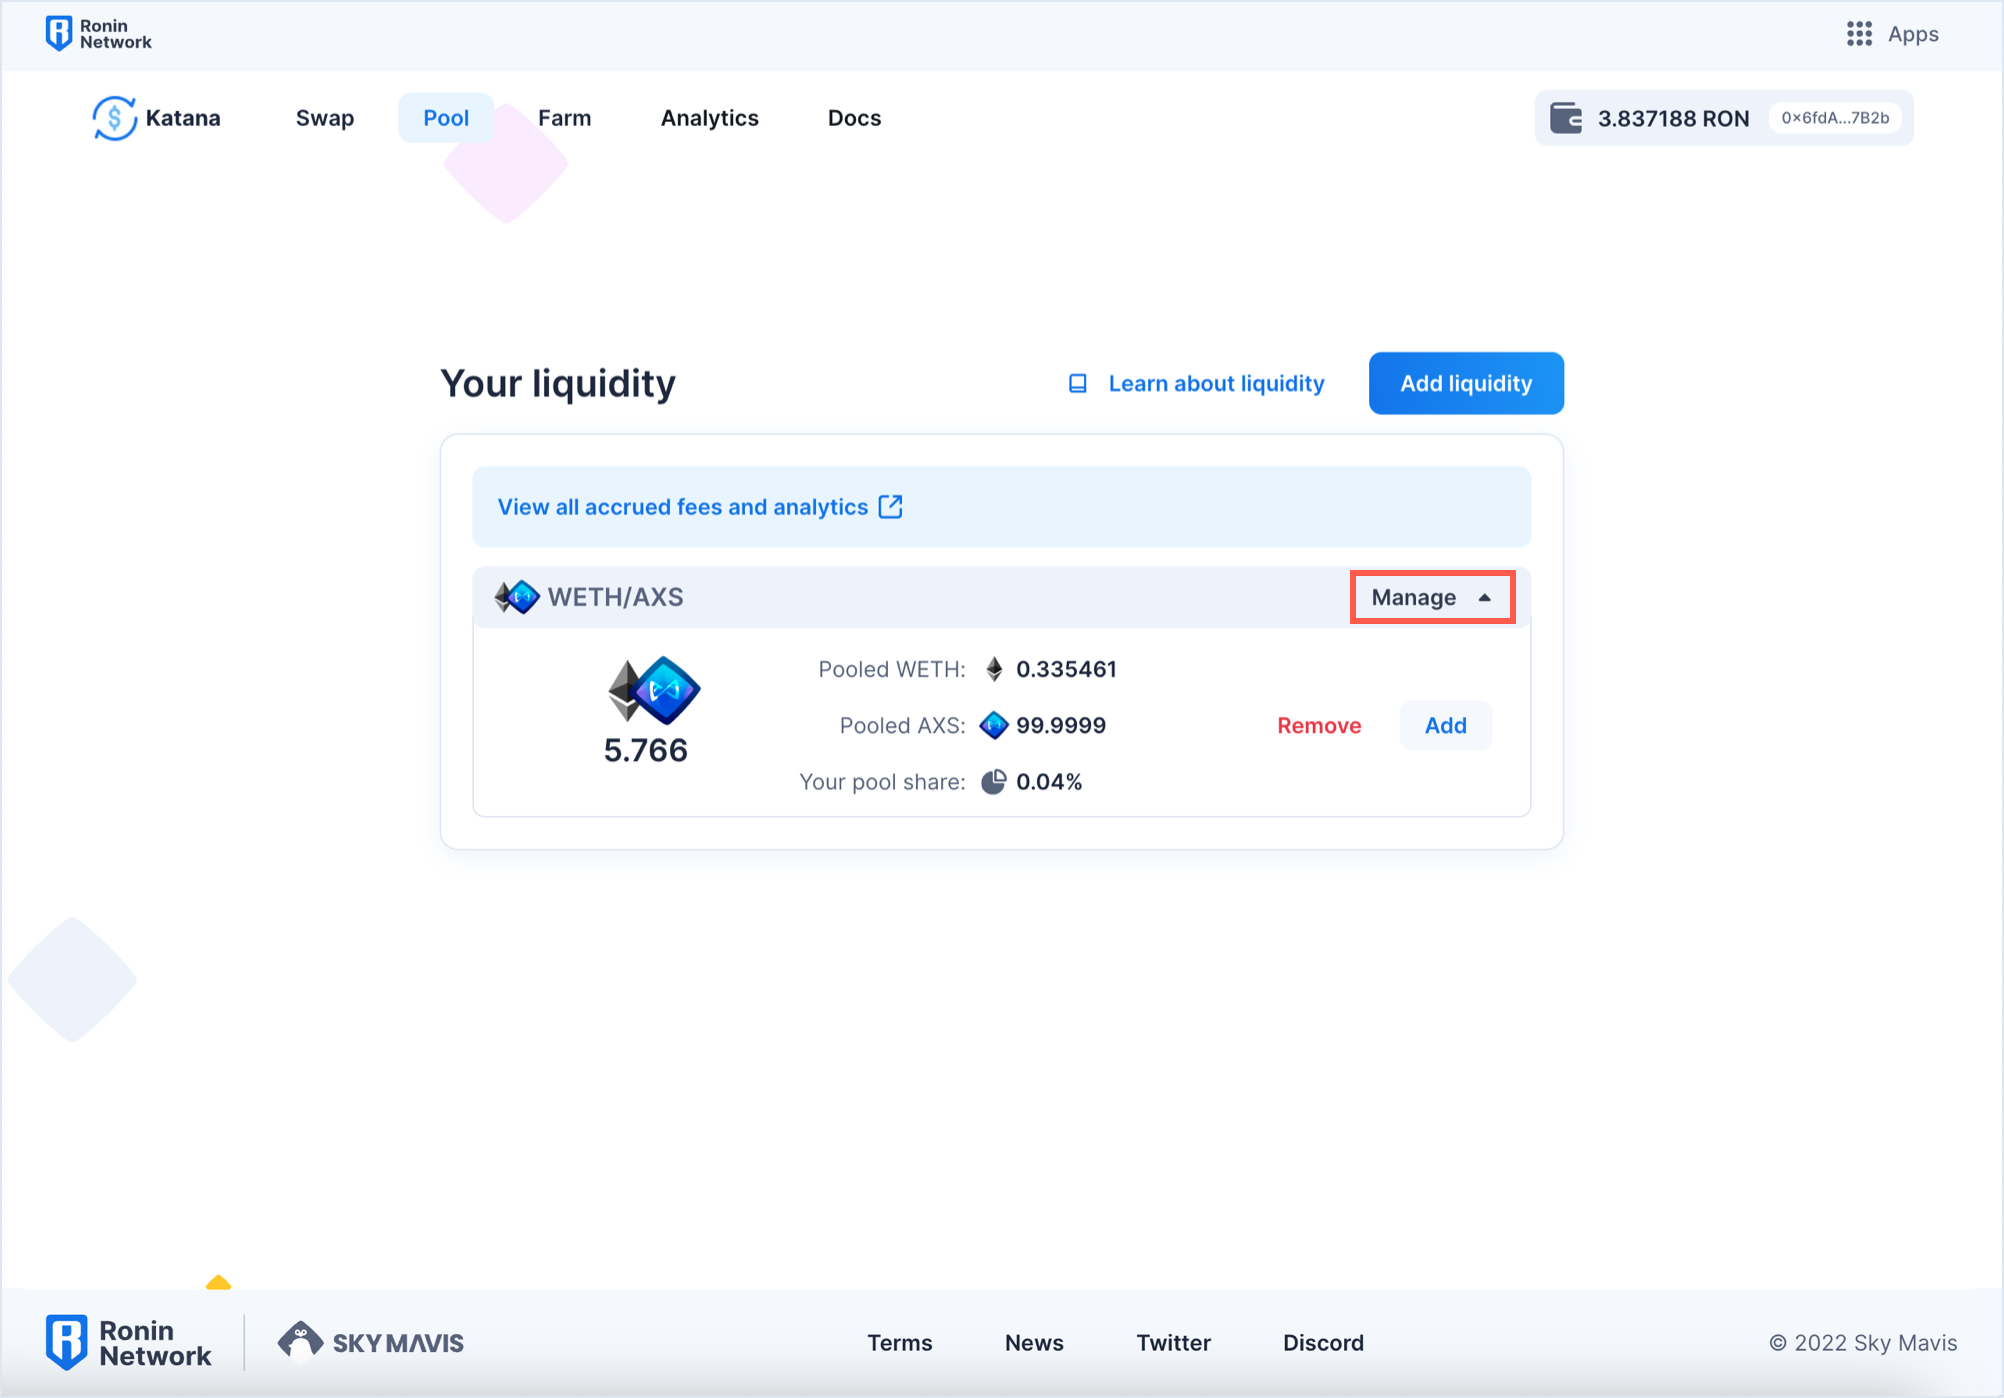 Ronin
Network
Apps
Katana
Swap
Pool
Farm
Analytics
Docs
3.837188 RON
0×6fdA...7B2b
Your liquidity
Learn about liquidity
Add liquidity
View all accrued fees and analytics
WETH/AXS
Manage
5.766
Pooled WETH: 0.335461
Pooled AXS: 99.9999
Your pool share: 0.04%
Remove
Add
Ronin
Network
SKY MAVIS
Terms
News
Twitter
Discord
© 2022 Sky Mavis